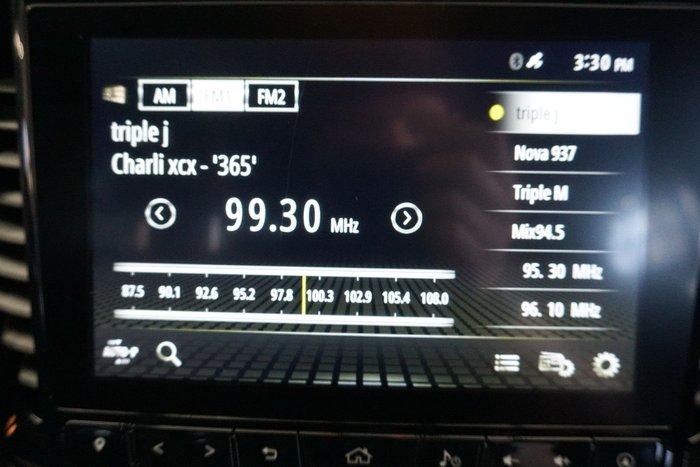 3:30 PM
AM FM1 FM2
triple j
Charli xcx - '365'
99.30 MHz
87.5 90.1 92.6 95.2 97.8 100.3 102.9 105.4 108.0
AUTO-P
triple j
Nova 937
Triple M
Mix94.5
95. 30 MHz
96. 10 MHz